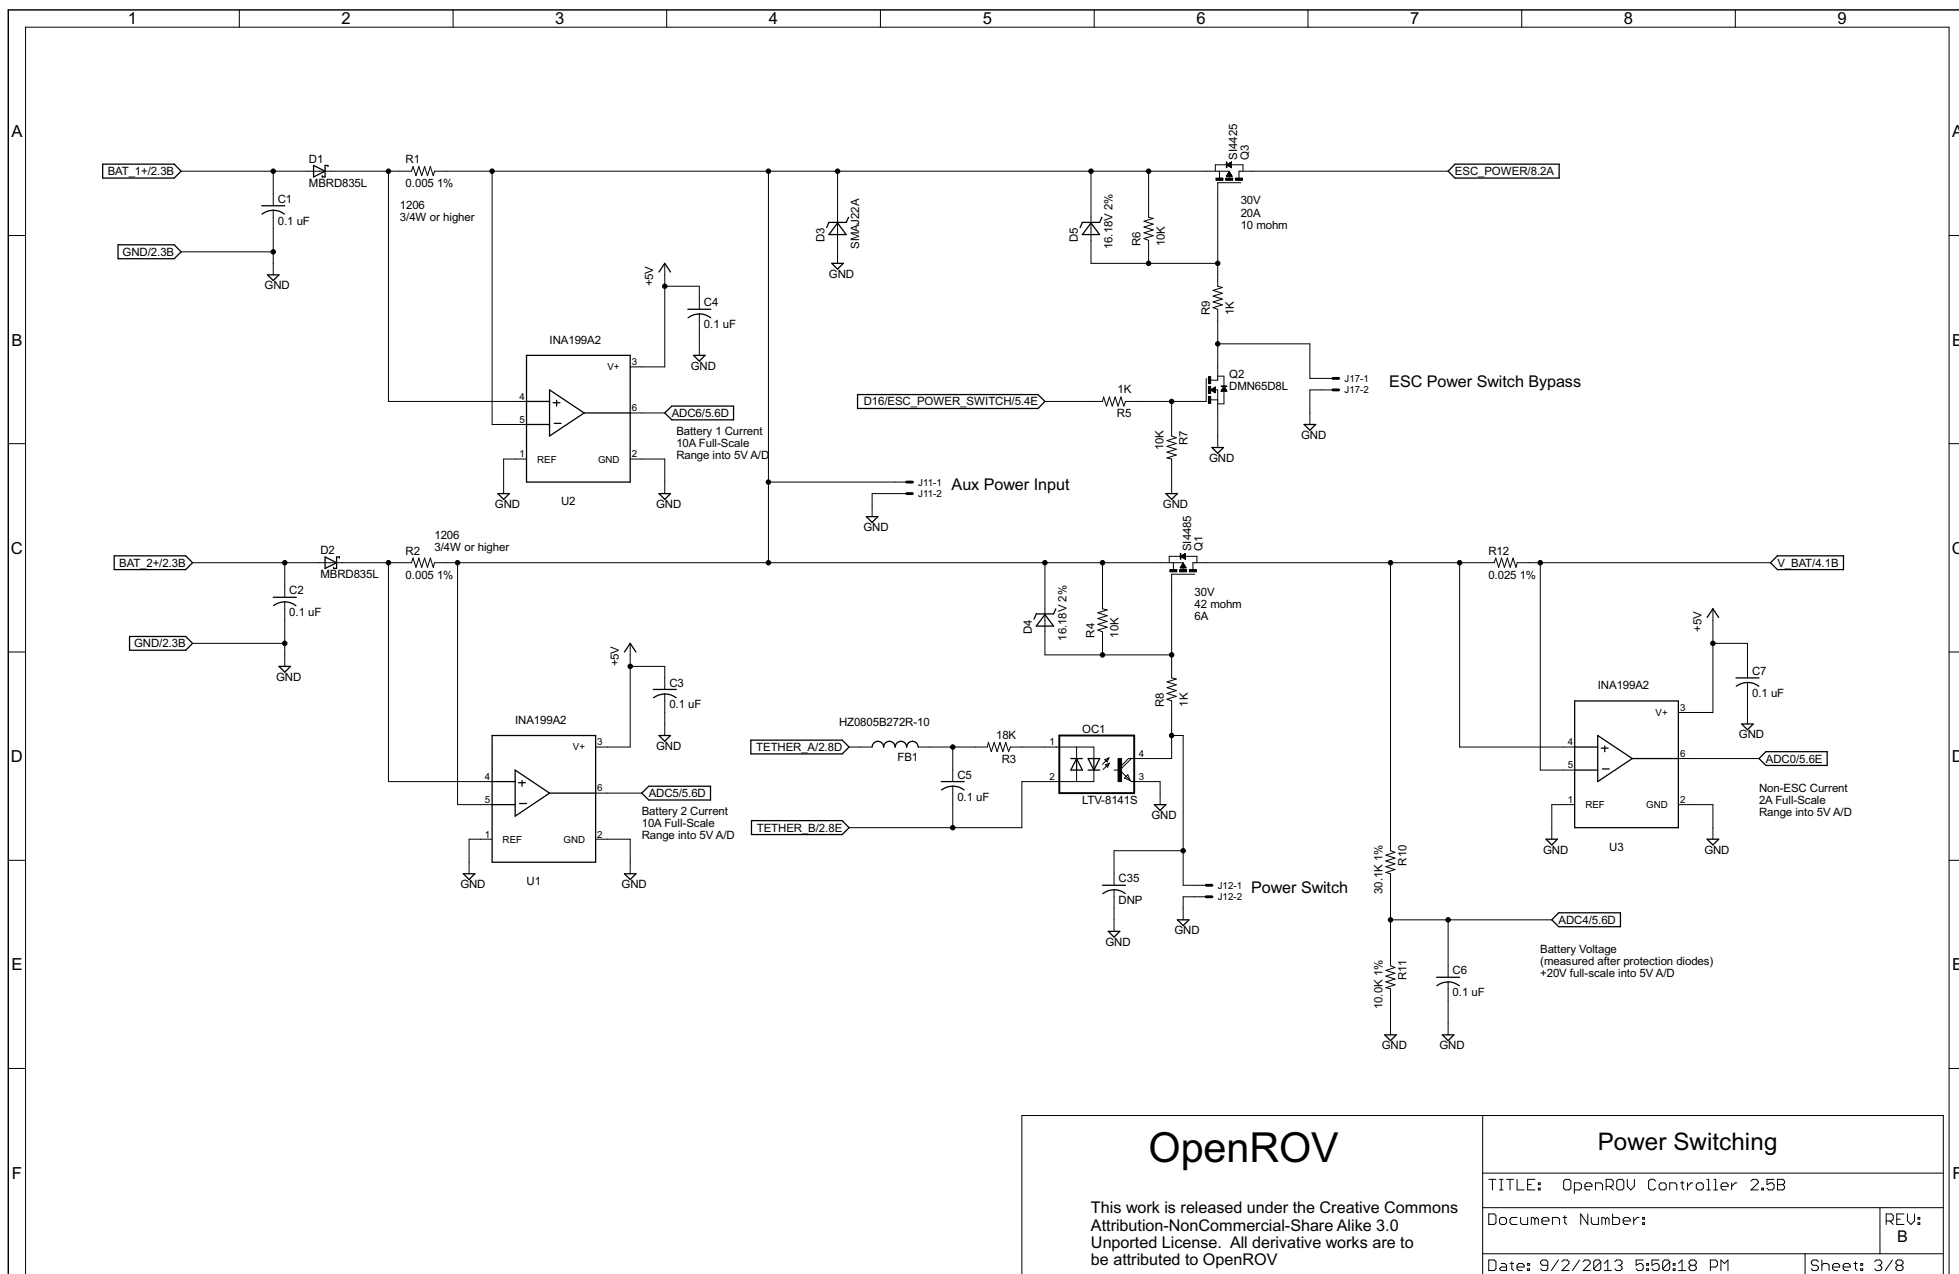 1 2 3 4 5 6 7 8 9
A
A
SI4425
Q3
BAT_1+/2.3B
D1
MBRD835L
R1
0.005 1%
ESC_POWER/8.2A
1206
3/4W or higher
C1
0.1 uF
D3
SMAJ22A
D5
16.18V 2%
R6
10K
30V
20A
10 mohm
GND/2.3B
GND
GND
+5V
C4
0.1 uF
R9
1K
B
B
INA199A2
V+
3
GND
Q2
DMN65D8L
J17-1
J17-2
ESC Power Switch Bypass
4
5
6
ADC6/5.6D
D16/ESC_POWER_SWITCH/5.4E
1K
R5
Battery 1 Current
10A Full-Scale
Range into 5V A/D
10K
R7
GND
GND
1
REF
GND
2
GND
U2
GND
J11-1
J11-2
Aux Power Input
GND
GND
SI4485
Q1
C
C
BAT_2+/2.3B
D2
MBRD835L
R2
0.005 1%
1206
3/4W or higher
R12
0.025 1%
V_BAT/4.1B
C2
0.1 uF
D4
16.18V 2%
R4
10K
30V
42 mohm
6A
GND/2.3B
GND
+5V
C3
0.1 uF
+5V
C7
0.1 uF
R8
1K
INA199A2
INA199A2
V+
3
GND
V+
3
GND
D
D
HZ0805B272R-10
TETHER_A/2.8D
FB1
18K
R3
OC1
1
2
4
3
LTV-8141S
C5
0.1 uF
GND
TETHER_B/2.8E
4
5
6
ADC0/5.6E
Non-ESC Current
2A Full-Scale
Range into 5V A/D
4
5
6
ADC5/5.6D
Battery 2 Current
10A Full-Scale
Range into 5V A/D
1
REF
GND
2
GND
U3
GND
1
REF
GND
2
GND
U1
GND
30.1K 1%
R10
C35
DNP
J12-1
J12-2
Power Switch
GND
GND
ADC4/5.6D
Battery Voltage
(measured after protection diodes)
+20V full-scale into 5V A/D
E
E
10.0K 1%
R11
C6
0.1 uF
GND
GND
F
F
OpenROV
This work is released under the Creative Commons
Attribution-NonCommercial-Share Alike 3.0
Unported License. All derivative works are to
be attributed to OpenROV
Power Switching
TITLE: OpenROV Controller 2.5B
Document Number:
REV:
B
Date: 9/2/2013 5:50:18 PM
Sheet: 3/8